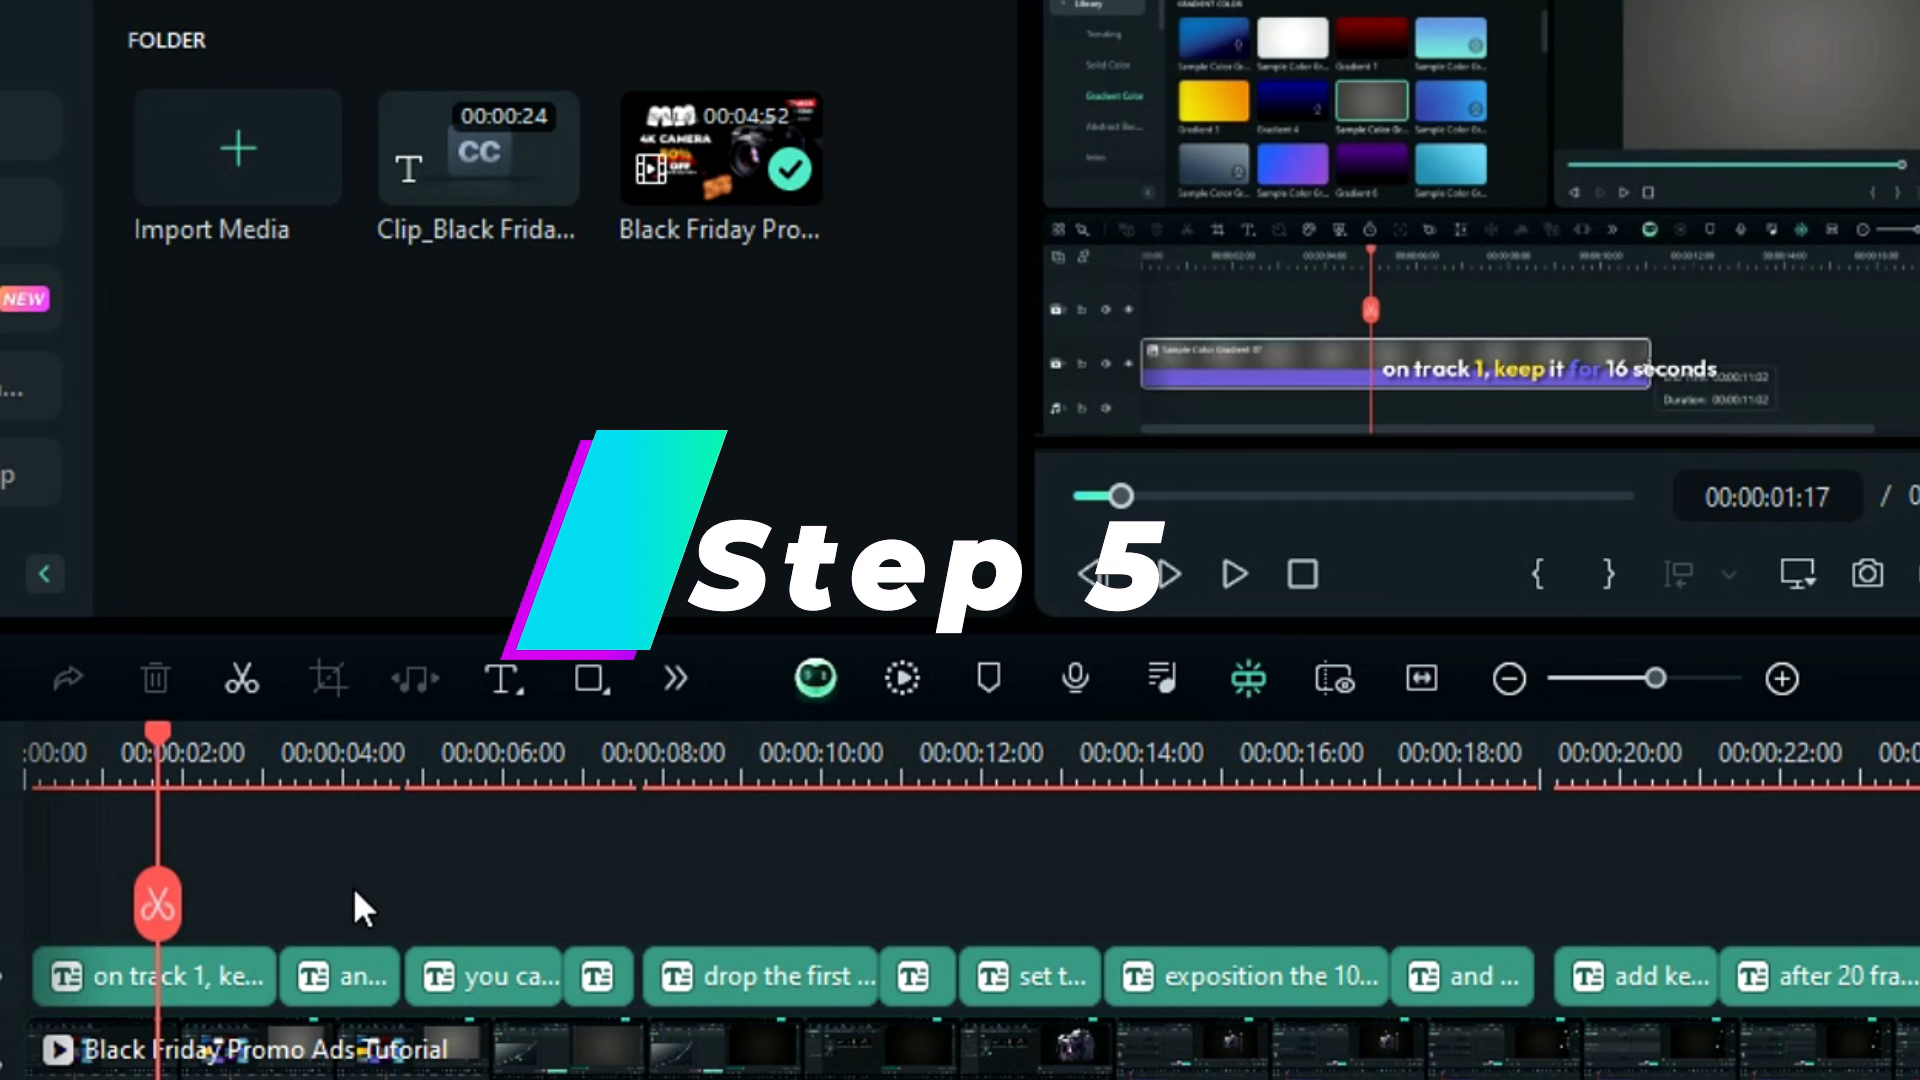 FOLDER
Import Media
00:00:24
CC
T
Clip_Black Frida...
00:04:52
4K CAMERA
50%
OFF
Black Friday Pro...
NEW
...
p
Library
Trending
Solid Color
Gradient Color
Abstract Bac...
Intro
GRADIENT COLOR
Sample Color Gr... Sample Color Gr... Gradient 7 Sample Color Gr...
Gradient 3 Gradient 4 Sample Color Gr... Sample Color Gr...
Sample Color Gr... Sample Color Gr... Gradient 6 Sample Color Gr...
Sample Color Gradient 07
on track 1, keep it for 16 seconds
Duration: 00:00:11:02
00:00:01:17 / 0
Step 5
:00:00 00:00:02:00 00:00:04:00 00:00:06:00 00:00:08:00 00:00:10:00 00:00:12:00 00:00:14:00 00:00:16:00 00:00:18:00 00:00:20:00 00:00:22:00 00:0
on track 1, ke... an... you ca... drop the first ... set t... exposition the 10... and ... add ke... after 20 fra...
Black Friday Promo Ads Tutorial